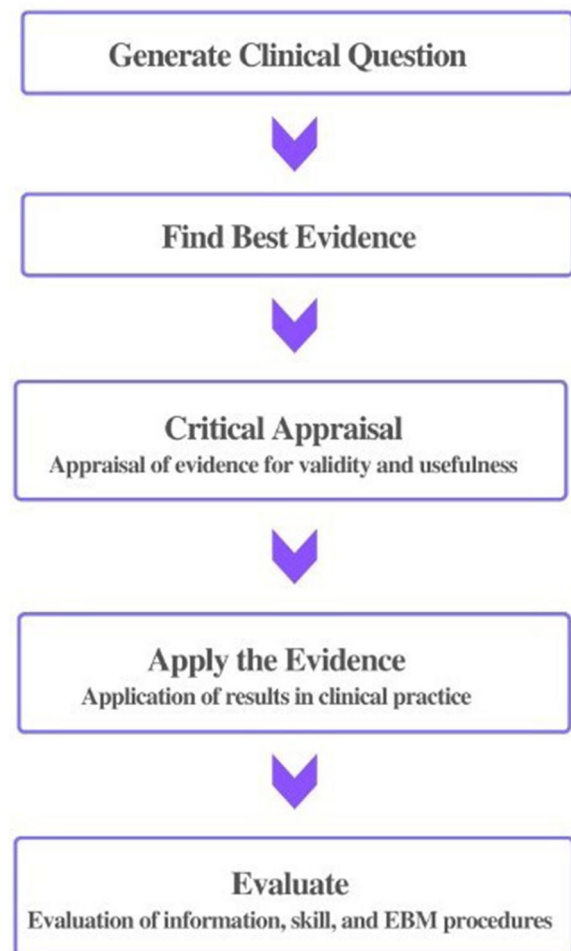 Generate Clinical Question
Find Best Evidence
Critical Appraisal
Appraisal of evidence for validity and usefulness
Apply the Evidence
Application of results in clinical practice
Evaluate
Evaluation of information, skill, and EBM procedures